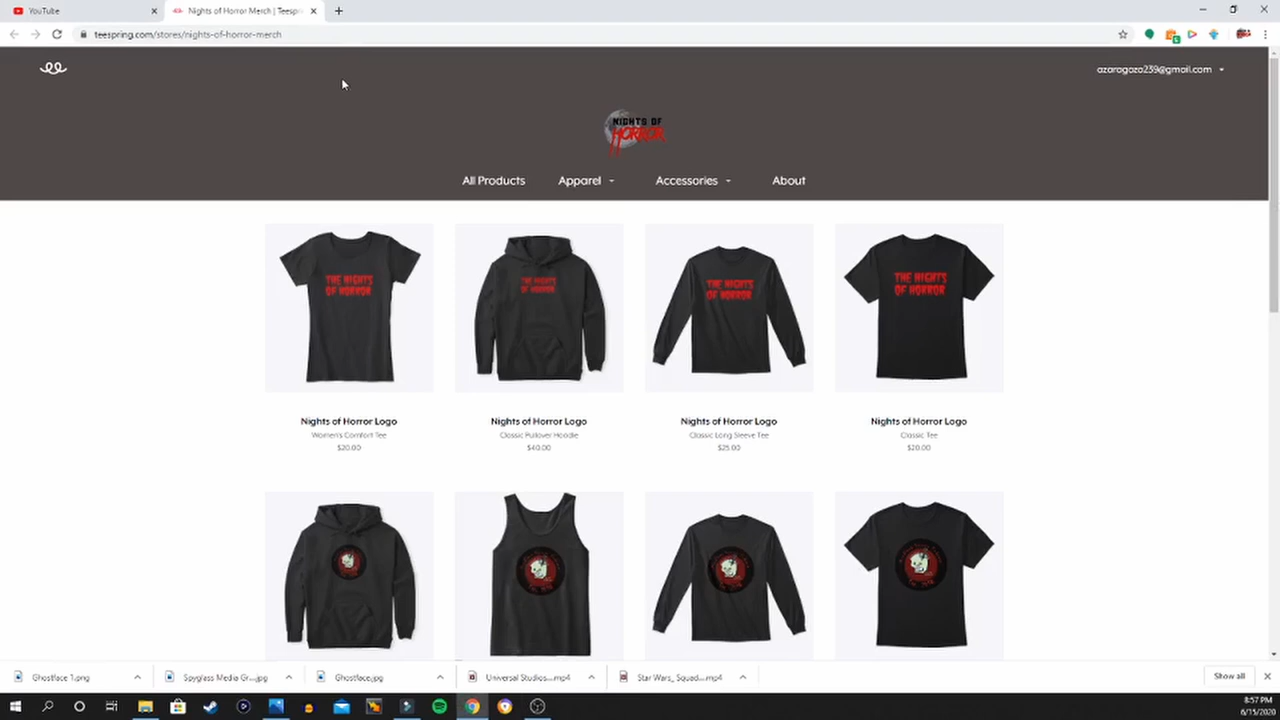 YouTube
Nights of Horror Merch | Teespri
teespring.com/stores/nights-of-horror-merch
azaragoza239@gmail.com
NIGHTS OF
HORROR
All Products Apparel Accessories About
THE NIGHTS
OF HORROR
THE NIGHTS
OF HORROR
THE NIGHTS
OF HORROR
THE NIGHTS
OF HORROR
Nights of Horror Logo
Women's Comfort Tee
$20.00
Nights of Horror Logo
Classic Pullover Hoodie
$40.00
Nights of Horror Logo
Classic Long Sleeve Tee
$25.00
Nights of Horror Logo
Classic Tee
$20.00
Ghostface 1.png
Spyglass Media Gr....jpg
Ghostface.jpg
Universal Studios....mp4
Star Wars_ Squad....mp4
Show all
8:57 PM
6/15/2020